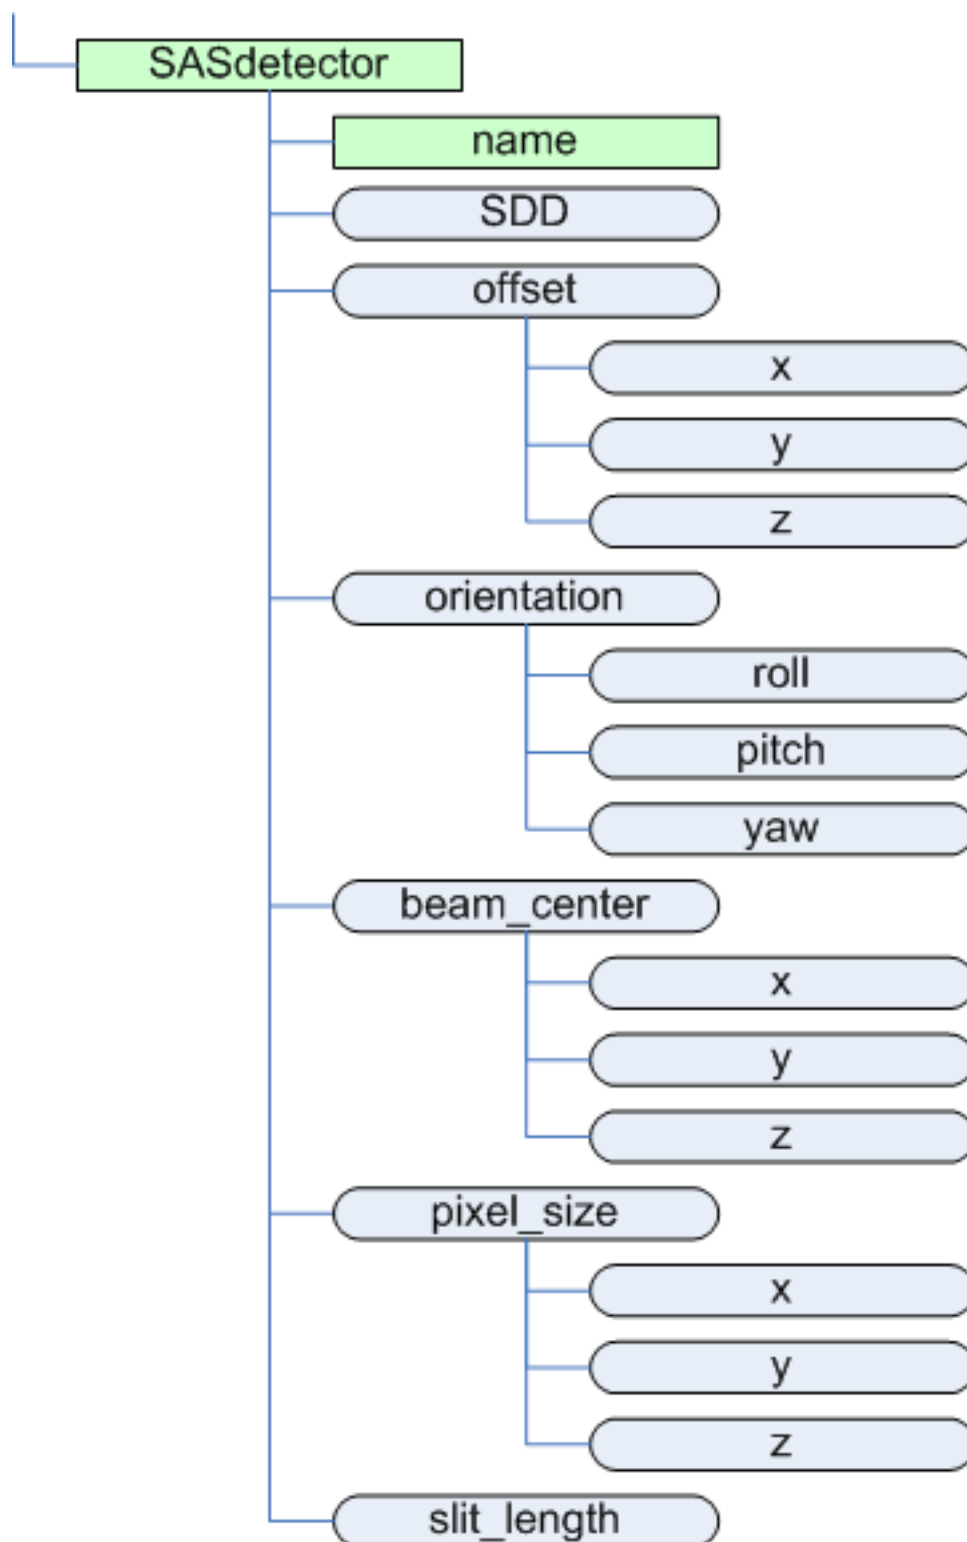 SASdetector
name
SDD
offset
x
y
z
orientation
roll
pitch
yaw
beam_center
x
y
z
pixel_size
x
y
z
slit_length